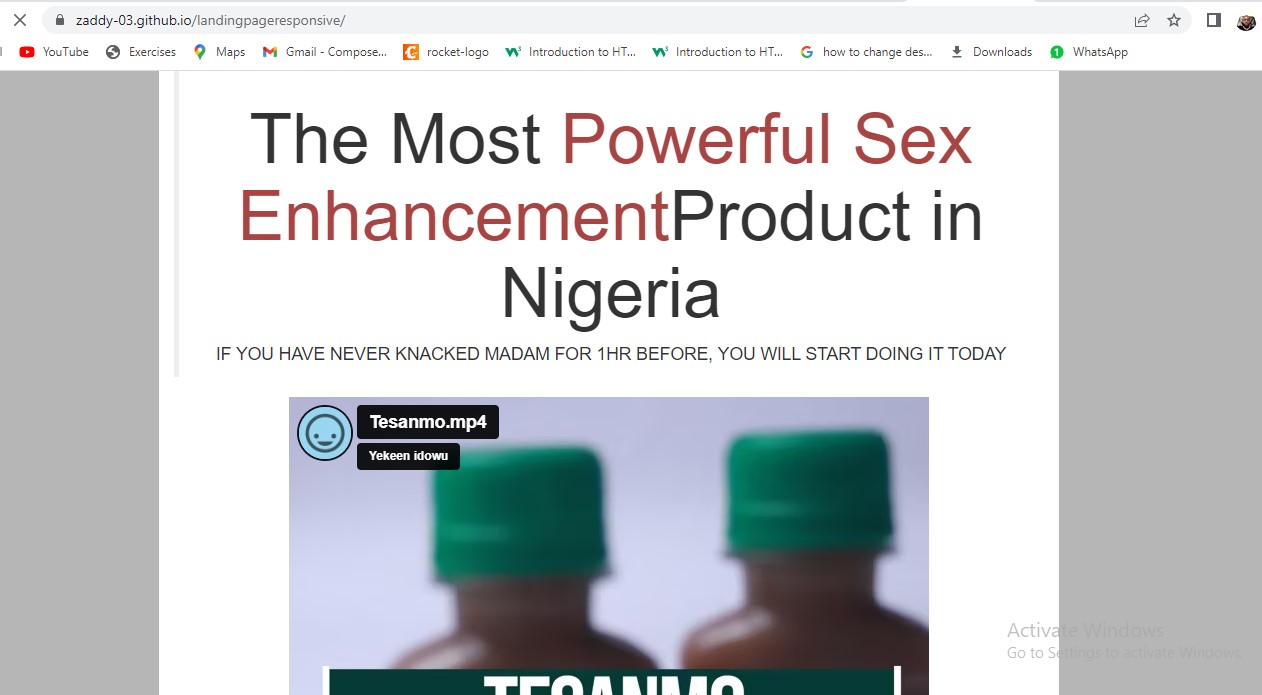 zaddy-03.github.io/landingpageresponsive/
YouTube
Exercises
Maps
Gmail - Compose...
rocket-logo
Introduction to HT...
Introduction to HT...
how to change des...
Downloads
1
WhatsApp
The Most Powerful Sex
EnhancementProduct in
Nigeria
IF YOU HAVE NEVER KNACKED MADAM FOR 1HR BEFORE, YOU WILL START DOING IT TODAY
Tesanmo.mp4
Yekeen idowu
TESANMO
Activate Windows
Go to Settings to activate Windows.